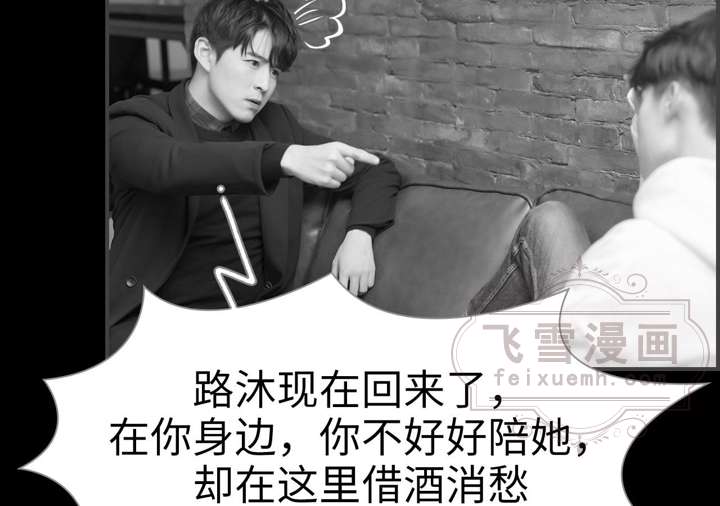 飞雪漫画
feixuemh.com
路沐现在回来了，
在你身边，你不好好陪她，
却在这里借酒消愁